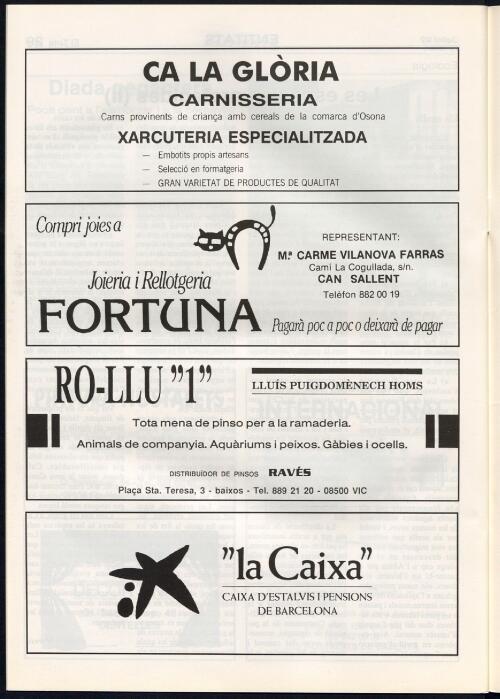 CA LA GLÒRIA
CARNISSERIA
Carns provinents de criança amb cereals de la comarca d'Osona
XARCUTERIA ESPECIALITZADA
— Embotits propis artesans
— Selecció en formatgeria
— GRAN VARIETAT DE PRODUCTES DE QUALITAT
Compri joies a
Joieria i Rellotgeria
FORTUNA
REPRESENTANT:
M.ª CARME VILANOVA FARRAS
Camí La Cogullada, s/n.
CAN SALLENT
Telèfon 882 00 19
Pagarà poc a poc o deixarà de pagar
RO-LLU "1"
LLUÍS PUIGDOMÈNECH HOMS
Tota mena de pinso per a la ramaderia.
Animals de companyia. Aquàriums i peixos. Gàbies i ocells.
DISTRIBUÏDOR DE PINSOS RAVÉS
Plaça Sta. Teresa, 3 - baixos - Tel. 889 21 20 - 08500 VIC
"la Caixa"
CAIXA D'ESTALVIS I PENSIONS
DE BARCELONA